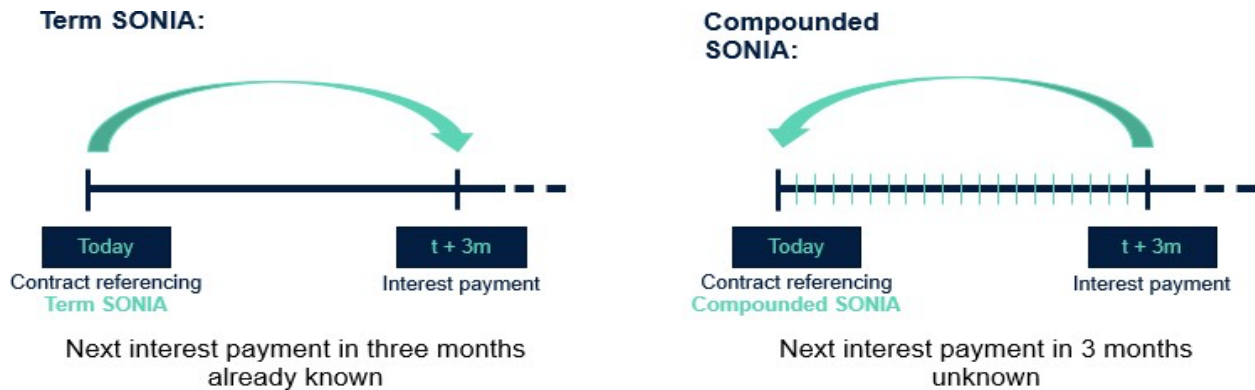 Term SONIA:
Today
t + 3m
Contract referencing
Term SONIA
Interest payment
Next interest payment in three months
already known
Compounded
SONIA:
Today
t + 3m
Contract referencing
Compounded SONIA
Interest payment
Next interest payment in 3 months
unknown